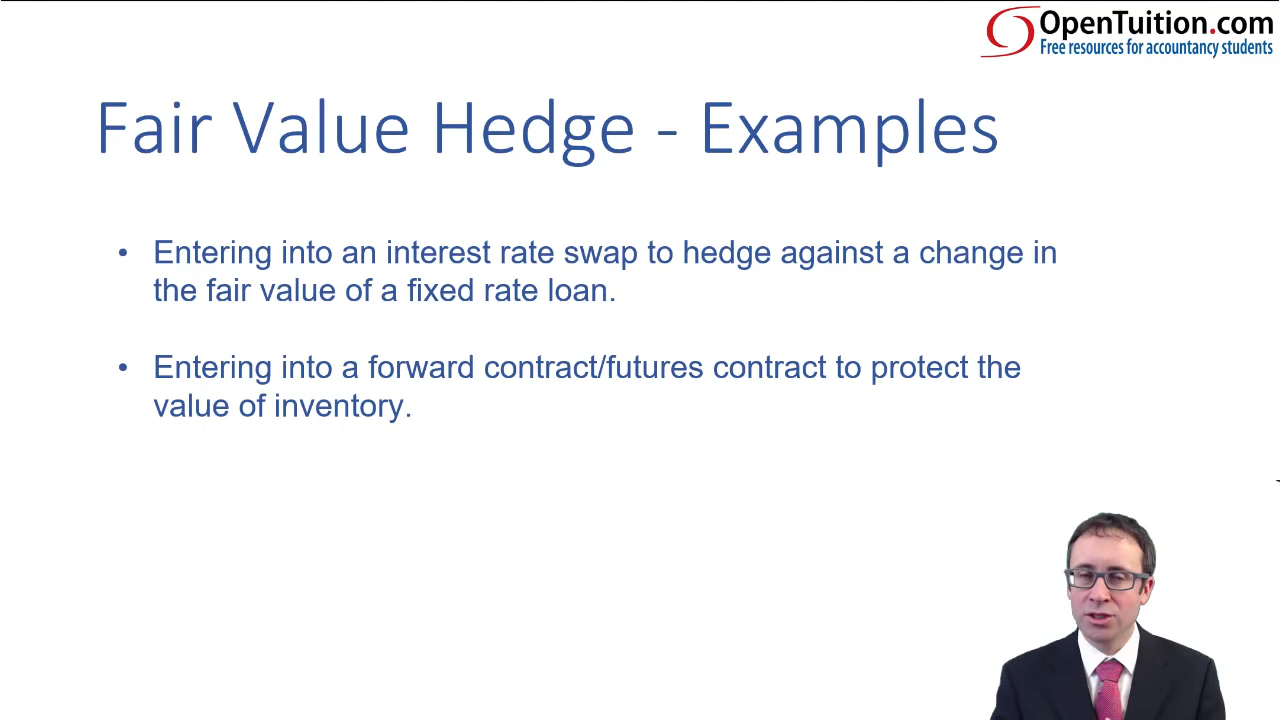 OpenTuition.com
Free resources for accountancy students
Fair Value Hedge - Examples
• Entering into an interest rate swap to hedge against a change in
the fair value of a fixed rate loan.
• Entering into a forward contract/futures contract to protect the
value of inventory.